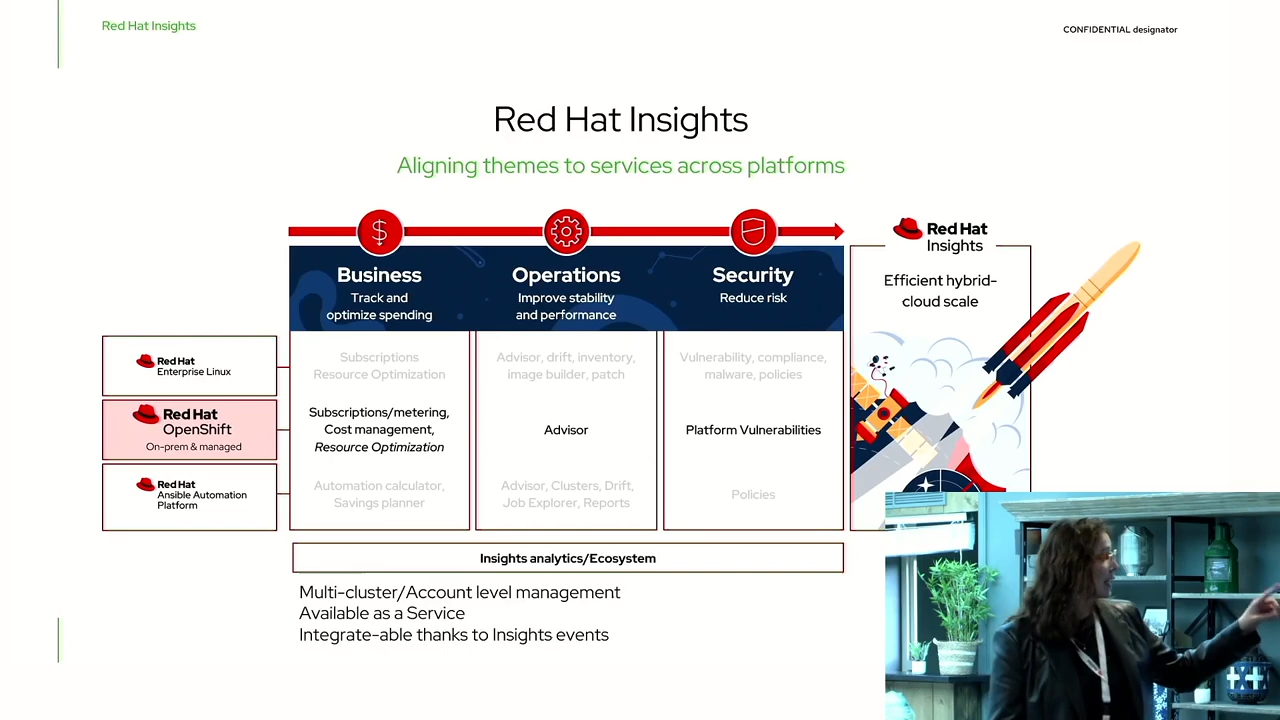 Red Hat Insights
CONFIDENTIAL designator
Red Hat Insights
Aligning themes to services across platforms
Business
Track and
optimize spending
Operations
Improve stability
and performance
Security
Reduce risk
Red Hat
Insights
Efficient hybrid-
cloud scale
Red Hat
Enterprise Linux
Subscriptions
Resource Optimization
Advisor, drift, inventory,
image builder, patch
Vulnerability, compliance,
malware, policies
Red Hat
OpenShift
On-prem & managed
Subscriptions/metering,
Cost management,
Resource Optimization
Advisor
Platform Vulnerabilities
Red Hat
Ansible Automation
Platform
Automation calculator,
Savings planner
Advisor, Clusters, Drift,
Job Explorer, Reports
Policies
Insights analytics/Ecosystem
Multi-cluster/Account level management
Available as a Service
Integrate-able thanks to Insights events